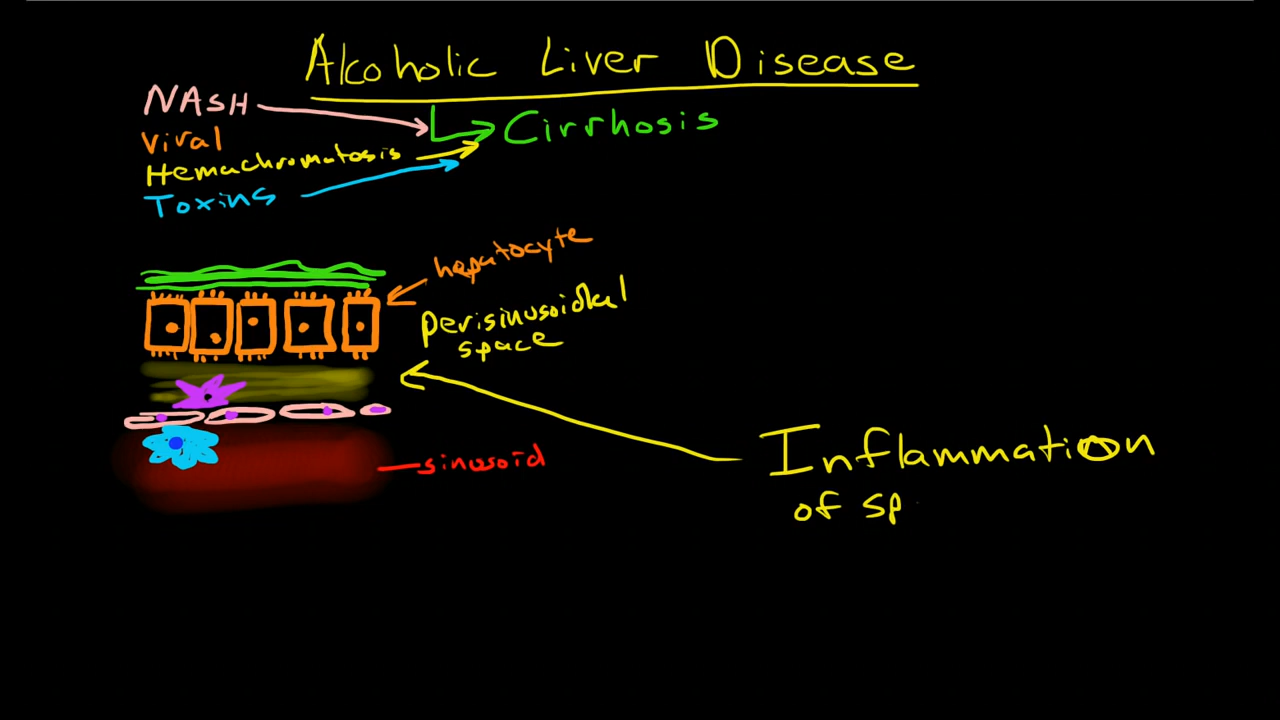 Alcoholic Liver Disease
NASH
Cirrhosis
Viral
Hemachromatosis
Toxins
hepatocyte
perisinusoidal
space
Inflammation
of sp
sinusoid